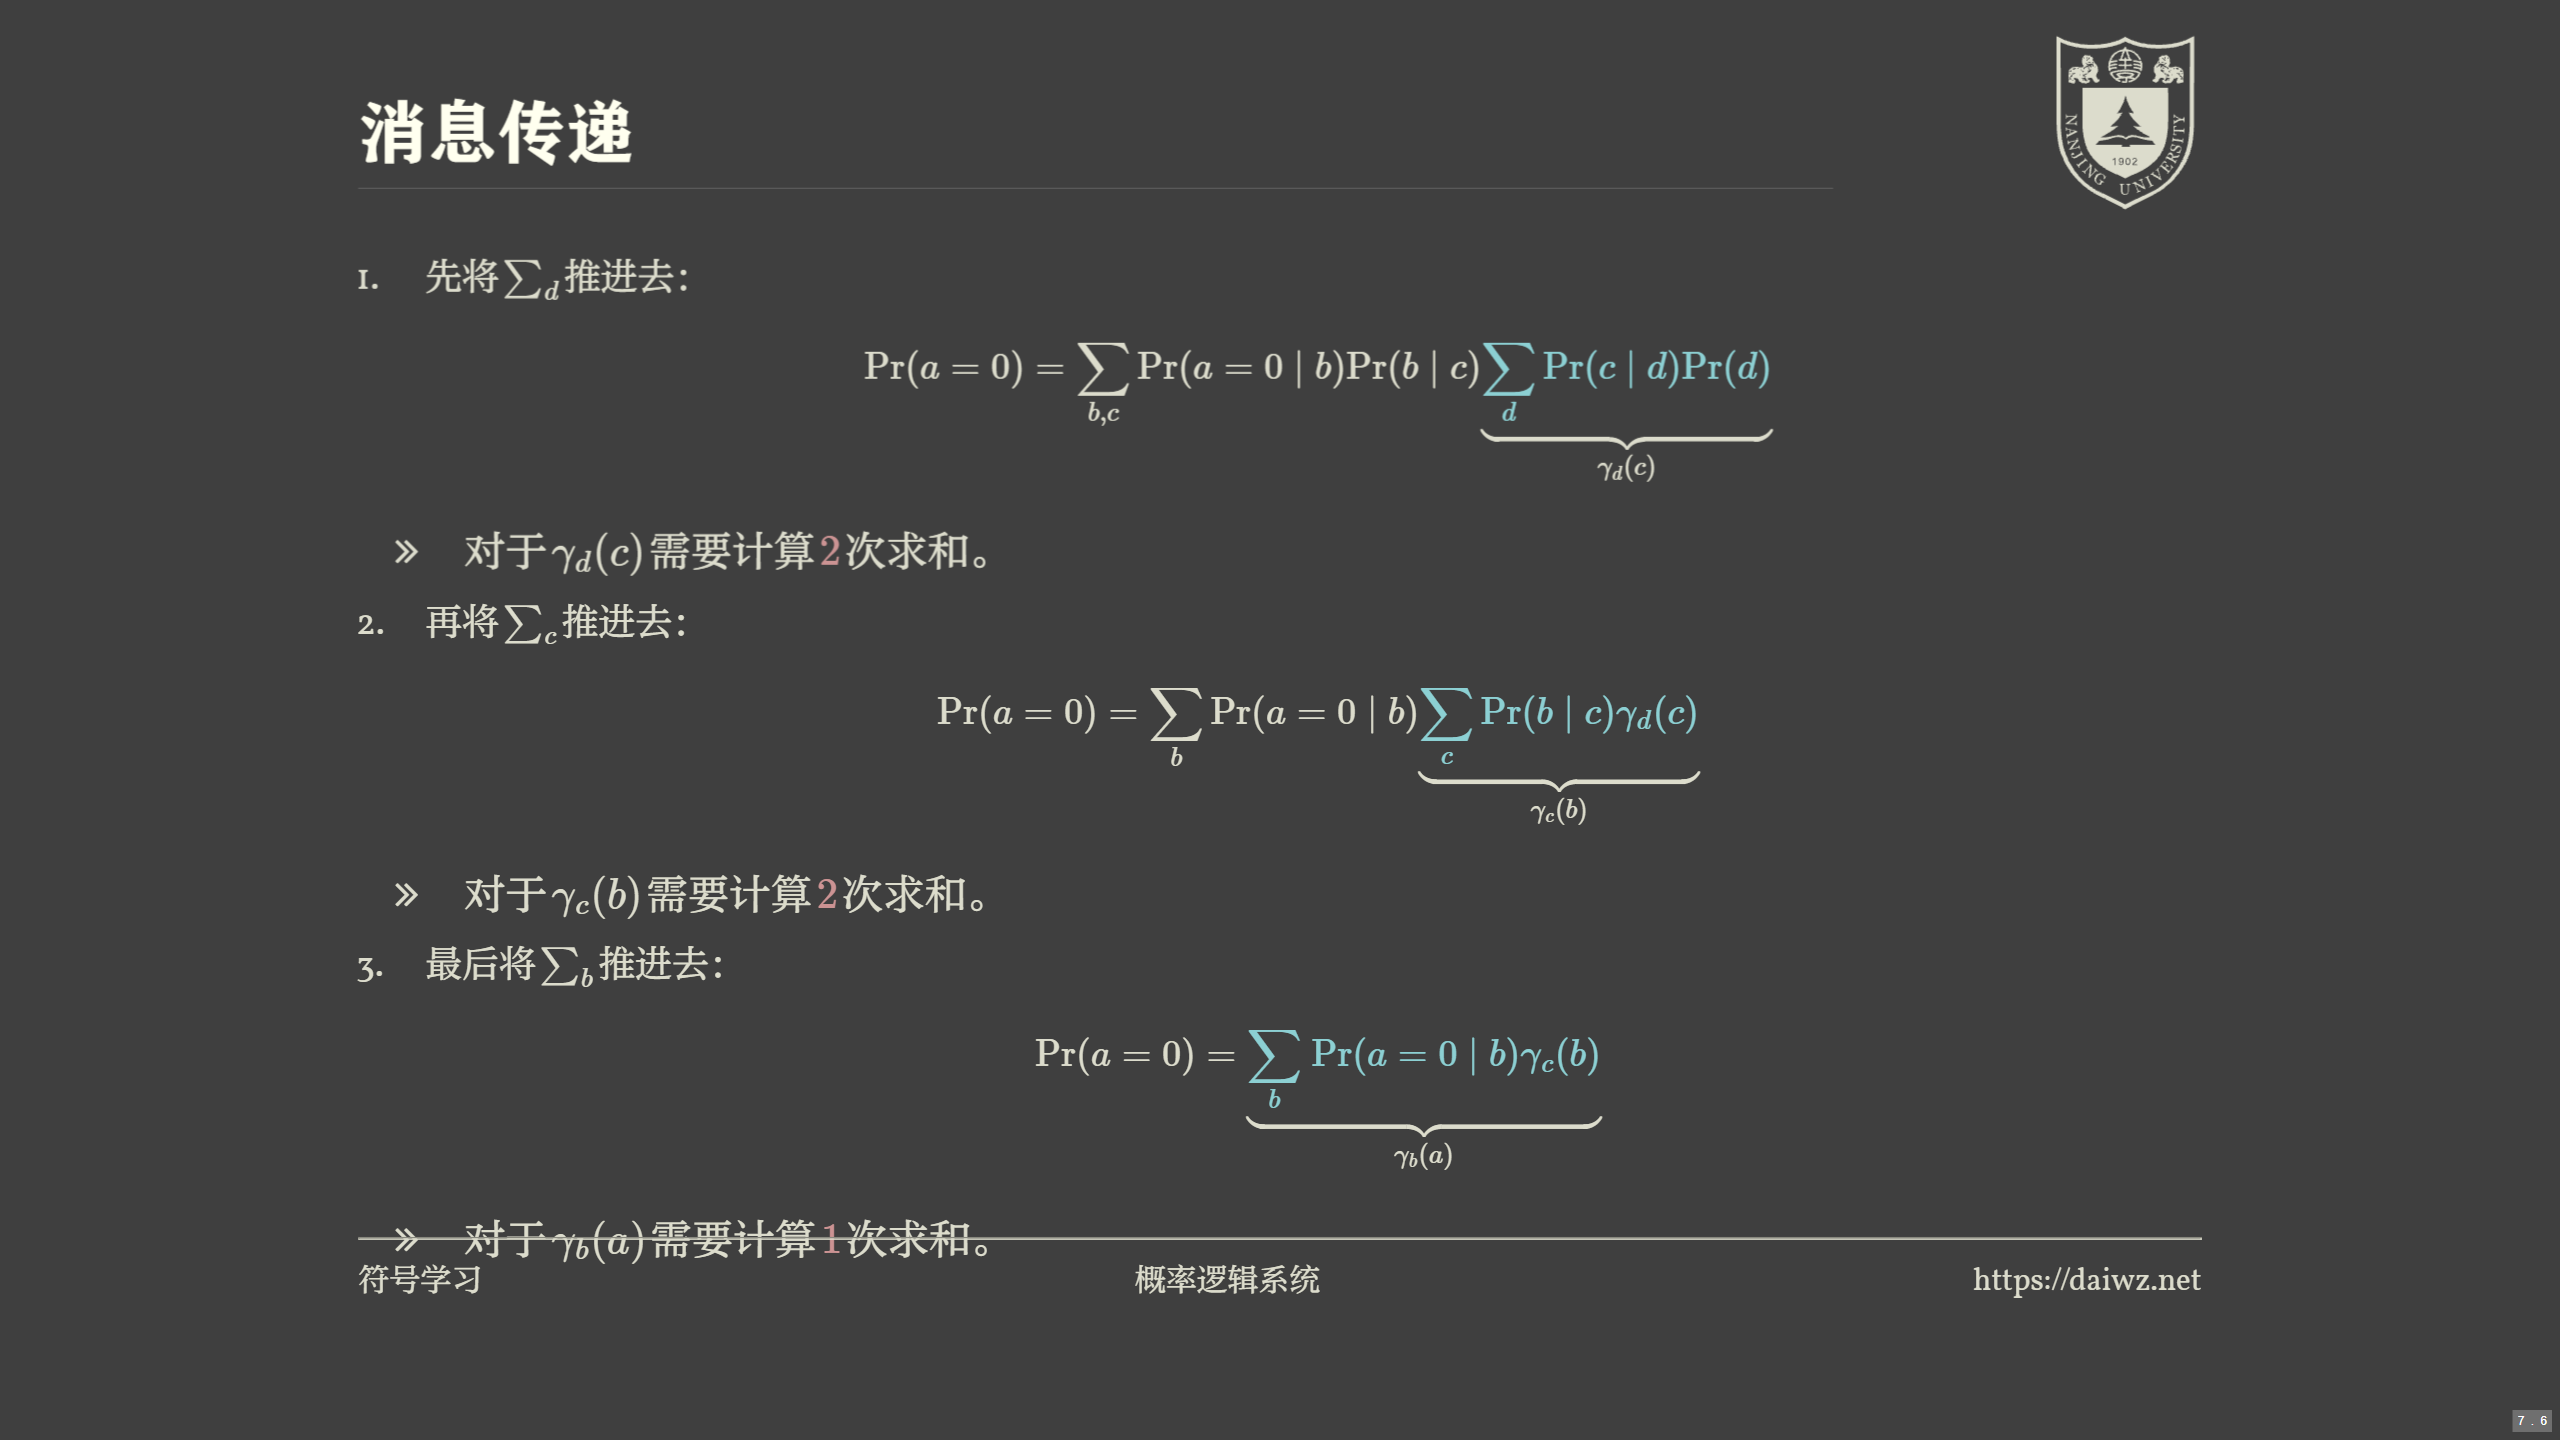 消息传递
NANJING UNIVERSITY
1902
1. 先将∑_d推进去：
Pr(a = 0) = ∑_{b,c} Pr(a = 0 | b)Pr(b | c) ∑_d Pr(c | d)Pr(d)
γ_d(c)
» 对于γ_d(c)需要计算2次求和。
2. 再将∑_c推进去：
Pr(a = 0) = ∑_b Pr(a = 0 | b) ∑_c Pr(b | c)γ_d(c)
γ_c(b)
» 对于γ_c(b)需要计算2次求和。
3. 最后将∑_b推进去：
Pr(a = 0) = ∑_b Pr(a = 0 | b)γ_c(b)
γ_b(a)
» 对于γ_b(a)需要计算1次求和。
符号学习 概率逻辑系统 https://daiwz.net
7 . 6